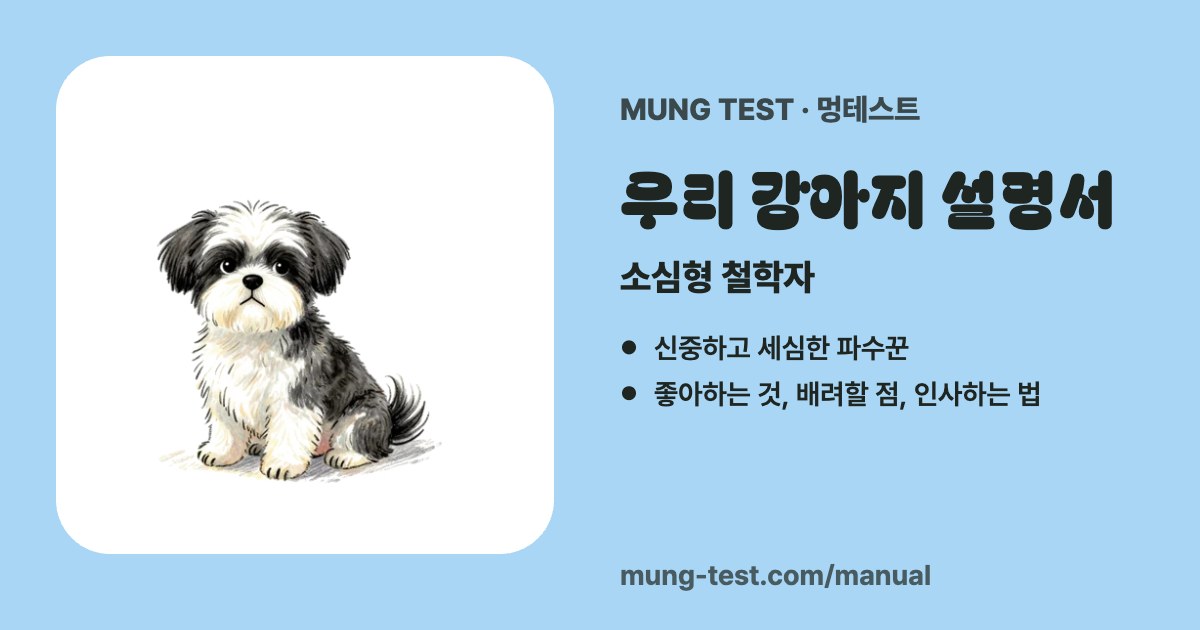 MUNG TEST · 멍테스트
우리 강아지 설명서
소심형 철학자
● 신중하고 세심한 파수꾼
● 좋아하는 것, 배려할 점, 인사하는 법
mung-test.com/manual